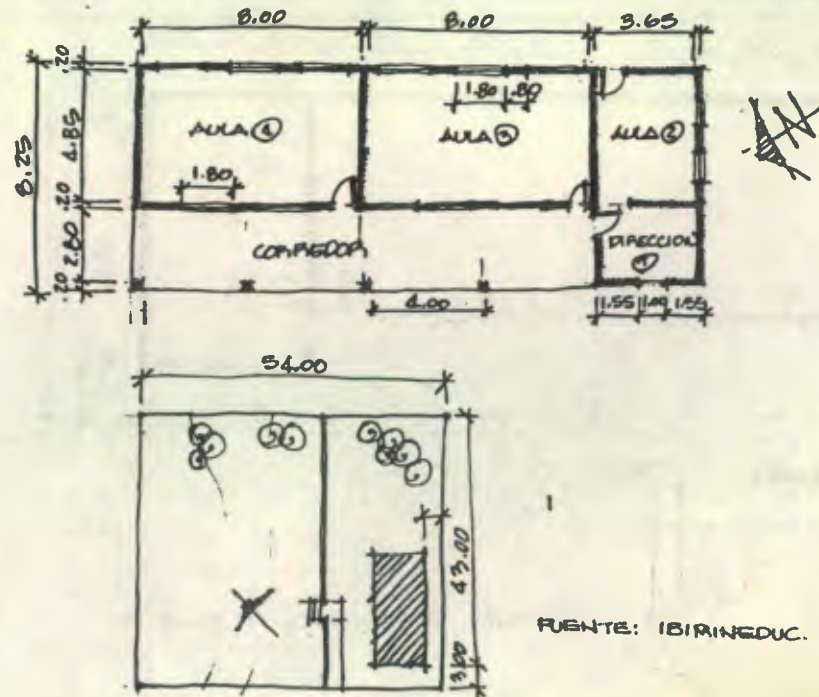 8.00 8.00 3.65
.20
4.85
.20
2.80
.20
8.25
1.80 .80
AULA ④ AULA ③ AULA ②
1.80
CORREDOR
DIRECCION
①
4.00
1.55 1.00 1.55
N
54.00
43.00
3.00
FUENTE: IBIRINEDUC.